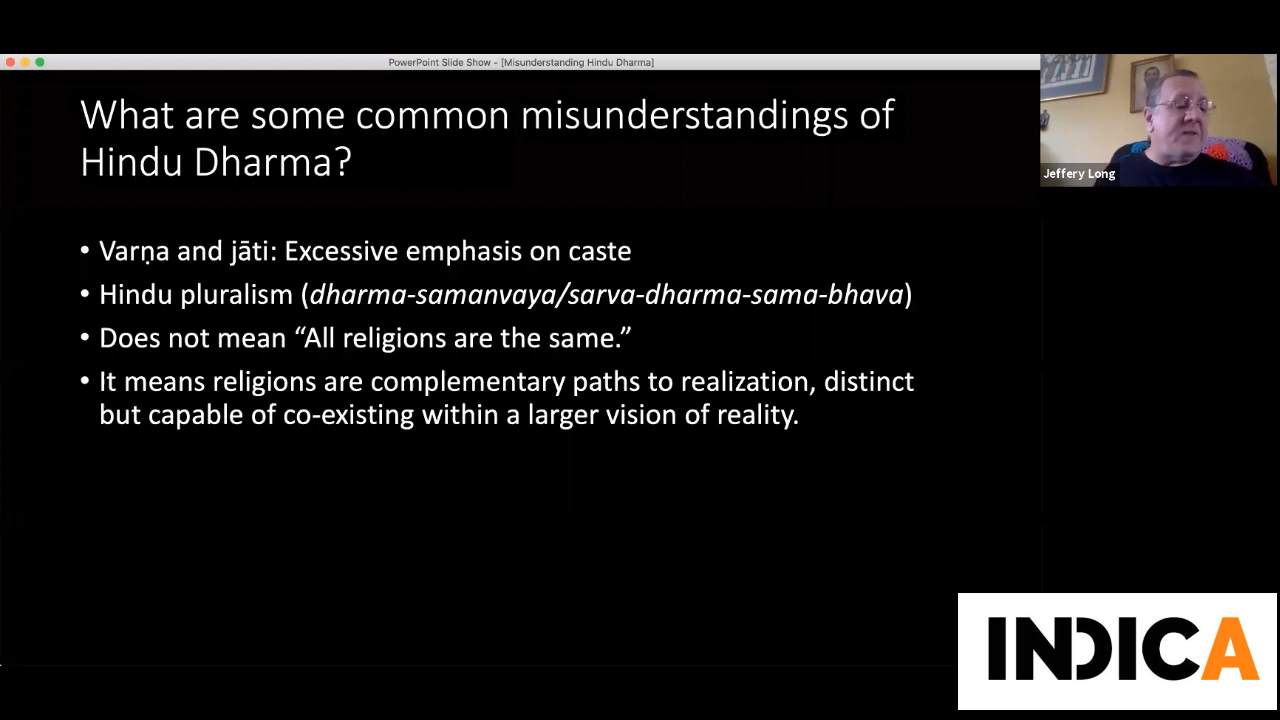 PowerPoint Slide Show - [Misunderstanding Hindu Dharma]
What are some common misunderstandings of
Hindu Dharma?
• Varṇa and jāti: Excessive emphasis on caste
• Hindu pluralism (dharma-samanvaya/sarva-dharma-sama-bhava)
• Does not mean “All religions are the same.”
• It means religions are complementary paths to realization, distinct
but capable of co-existing within a larger vision of reality.
Jeffery Long
INDICA